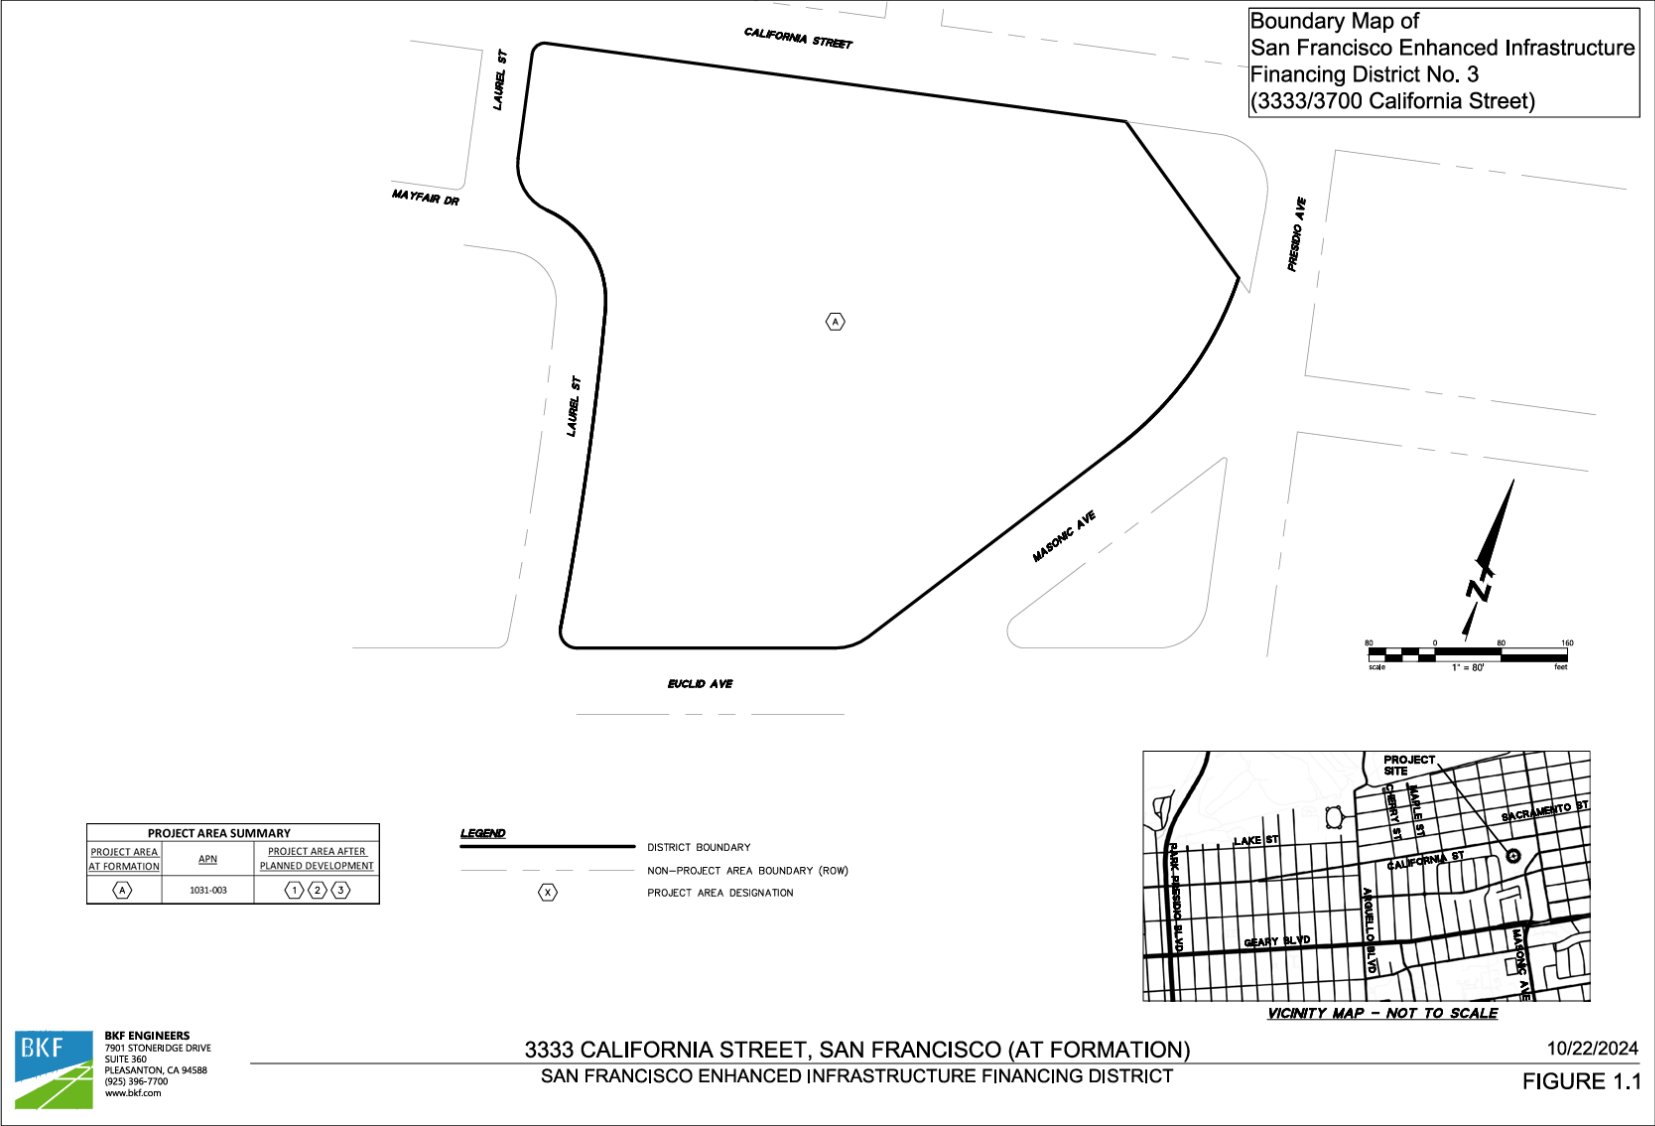 Boundary Map of
San Francisco Enhanced Infrastructure
Financing District No. 3
(3333/3700 California Street)
CALIFORNIA STREET
LAUREL ST
MAYFAIR DR
PRESIDIO AVE
A
LAUREL ST
MASONIC AVE
EUCLID AVE
N
80 0 80 160
scale 1" = 80' feet
PROJECT AREA SUMMARY
PROJECT AREA
AT FORMATION
APN
PROJECT AREA AFTER
PLANNED DEVELOPMENT
A 1031-003 1 2 3
LEGEND
DISTRICT BOUNDARY
NON-PROJECT AREA BOUNDARY (ROW)
X PROJECT AREA DESIGNATION
PROJECT
SITE
CHERRY ST
MAPLE ST
SACRAMENTO ST
LAKE ST
CALIFORNIA ST
PARK PRESIDIO BLVD
ARGUELLO BLVD
GEARY BLVD
MASONIC AVE
VICINITY MAP - NOT TO SCALE
BKF
BKF ENGINEERS
7901 STONERIDGE DRIVE
SUITE 360
PLEASANTON, CA 94588
(925) 396-7700
www.bkf.com
3333 CALIFORNIA STREET, SAN FRANCISCO (AT FORMATION)
SAN FRANCISCO ENHANCED INFRASTRUCTURE FINANCING DISTRICT
10/22/2024
FIGURE 1.1